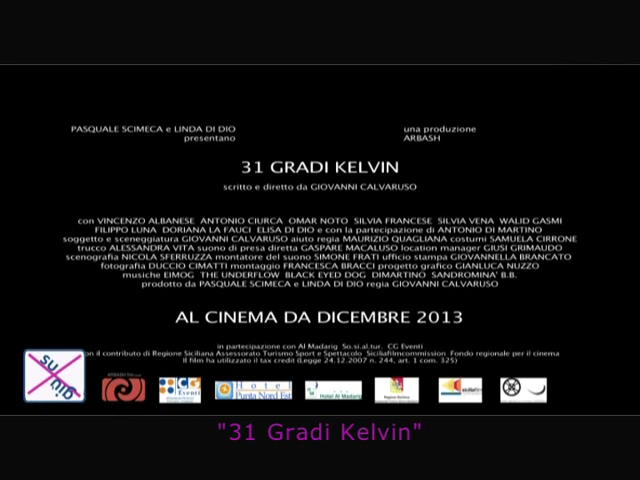 PASQUALE SCIMECA e LINDA DI DIO
presentano
una produzione
ARBASH
31 GRADI KELVIN
scritto e diretto da GIOVANNI CALVARUSO
con VINCENZO ALBANESE ANTONIO CIURCA OMAR NOTO SILVIA FRANCESE SILVIA VENA WALID GASMI
FILIPPO LUNA DORIANA LA FAUCI ELISA DI DIO e con la partecipazione di ANTONIO DI MARTINO
soggetto e sceneggiatura GIOVANNI CALVARUSO aiuto regia MAURIZIO QUAGLIANA costumi SAMUELA CIRRONE
trucco ALESSANDRA VITA suono di presa diretta GASPARE MACALUSO location manager GIUSI GRIMAUDO
scenografia NICOLA SFERRUZZA montatore del suono SIMONE FRATI ufficio stampa GIOVANNELLA BRANCATO
fotografia DUCCIO CIMATTI montaggio FRANCESCA BRACCI progetto grafico GIANLUCA NUZZO
musiche EIMOG THE UNDERFLOW BLACK EYED DOG DIMARTINO SANDROMINA' B.B.
prodotto da PASQUALE SCIMECA e LINDA DI DIO regia GIOVANNI CALVARUSO
AL CINEMA DA DICEMBRE 2013
in partecipazione con Al Madarig So.si.al.tur. CG Eventi
con il contributo di Regione Siciliana Assessorato Turismo Sport e Spettacolo Siciliafilmcommission Fondo regionale per il cinema
Il film ha utilizzato il tax credit (Legge 24.12.2007 n. 244, art. 1 com. 325)
Hotel
Punta Nord Est
Hotel Al Madarig
"31 Gradi Kelvin"